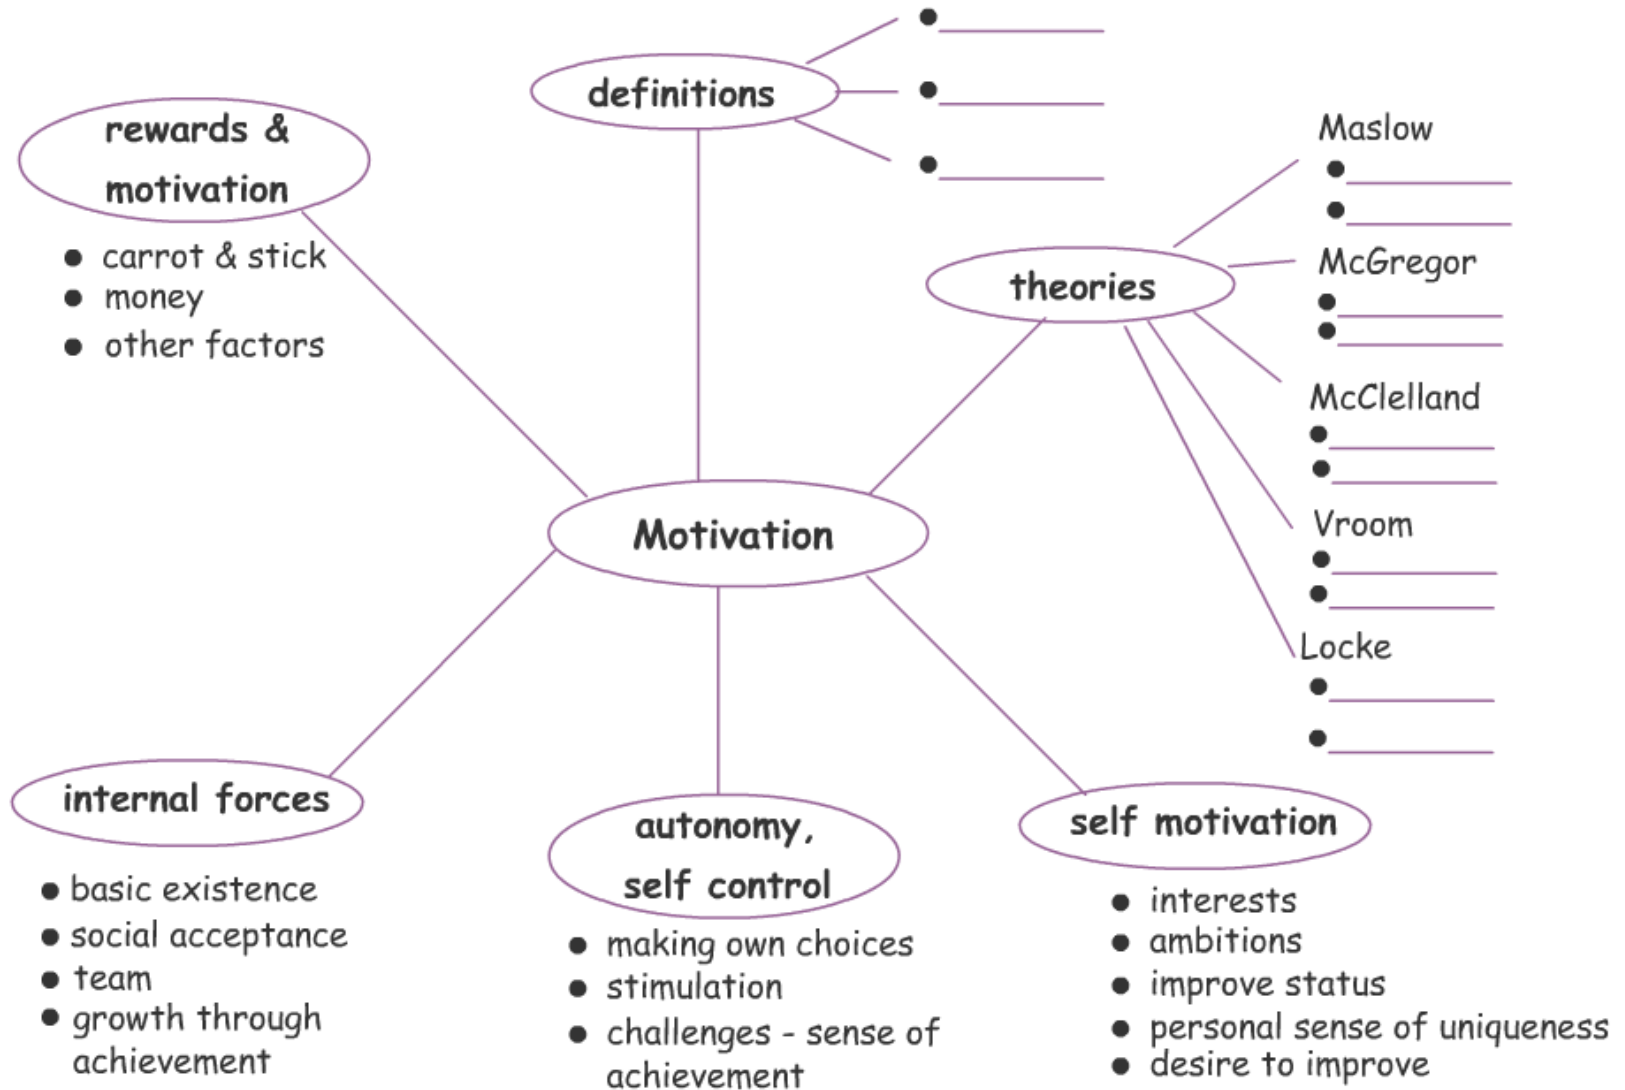 definitions
rewards &
motivation
carrot & stick
money
other factors
theories
Maslow
McGregor
McClelland
Vroom
Locke
Motivation
internal forces
basic existence
social acceptance
team
growth through
achievement
autonomy,
self control
making own choices
stimulation
challenges - sense of
achievement
self motivation
interests
ambitions
improve status
personal sense of uniqueness
desire to improve